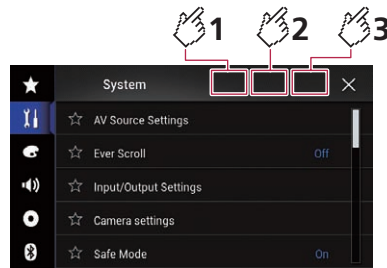 1 2 3
System
AV Source Settings
Ever Scroll Off
Input/Output Settings
Camera settings
Safe Mode On